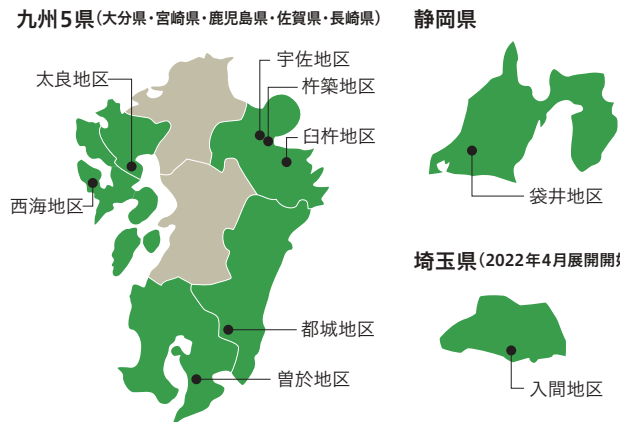 九州5県(大分県・宮崎県・鹿児島県・佐賀県・長崎県)
宇佐地区
太良地区
杵築地区
臼杵地区
西海地区
都城地区
曽於地区
静岡県
袋井地区
埼玉県(2022年4月展開開
入間地区